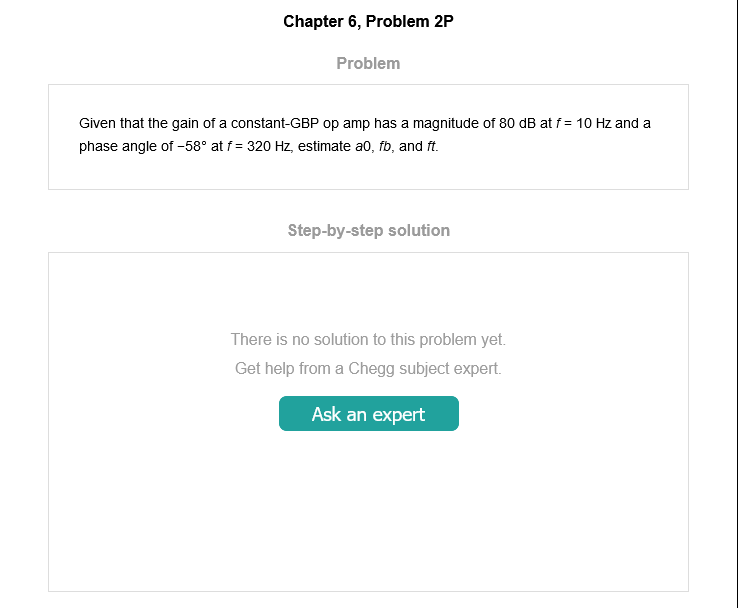 Chapter 6, Problem 2P
Problem
Given that the gain of a constant-GBP op amp has a magnitude of 80 dB at f = 10 Hz and a
phase angle of −58° at f = 320 Hz, estimate a0, fb, and ft.
Step-by-step solution
There is no solution to this problem yet.
Get help from a Chegg subject expert.
Ask an expert